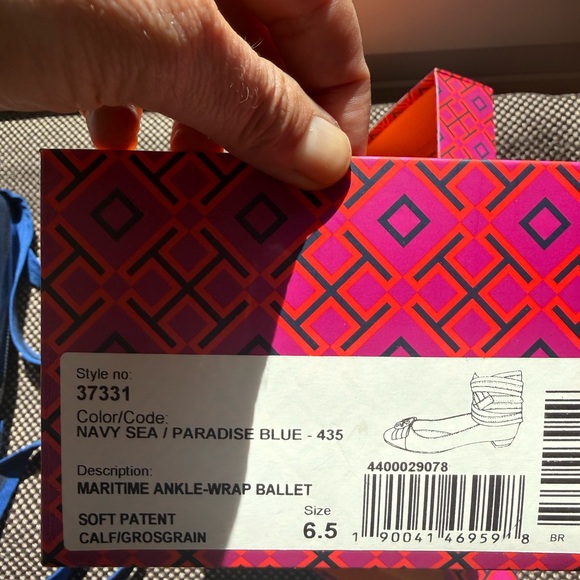 Style no:
37331
Color/Code:
NAVY SEA / PARADISE BLUE - 435
Description:
MARITIME ANKLE-WRAP BALLET
4400029078
SOFT PATENT
CALF/GROSGRAIN
Size
6.5
1 90041 46959 8
BR